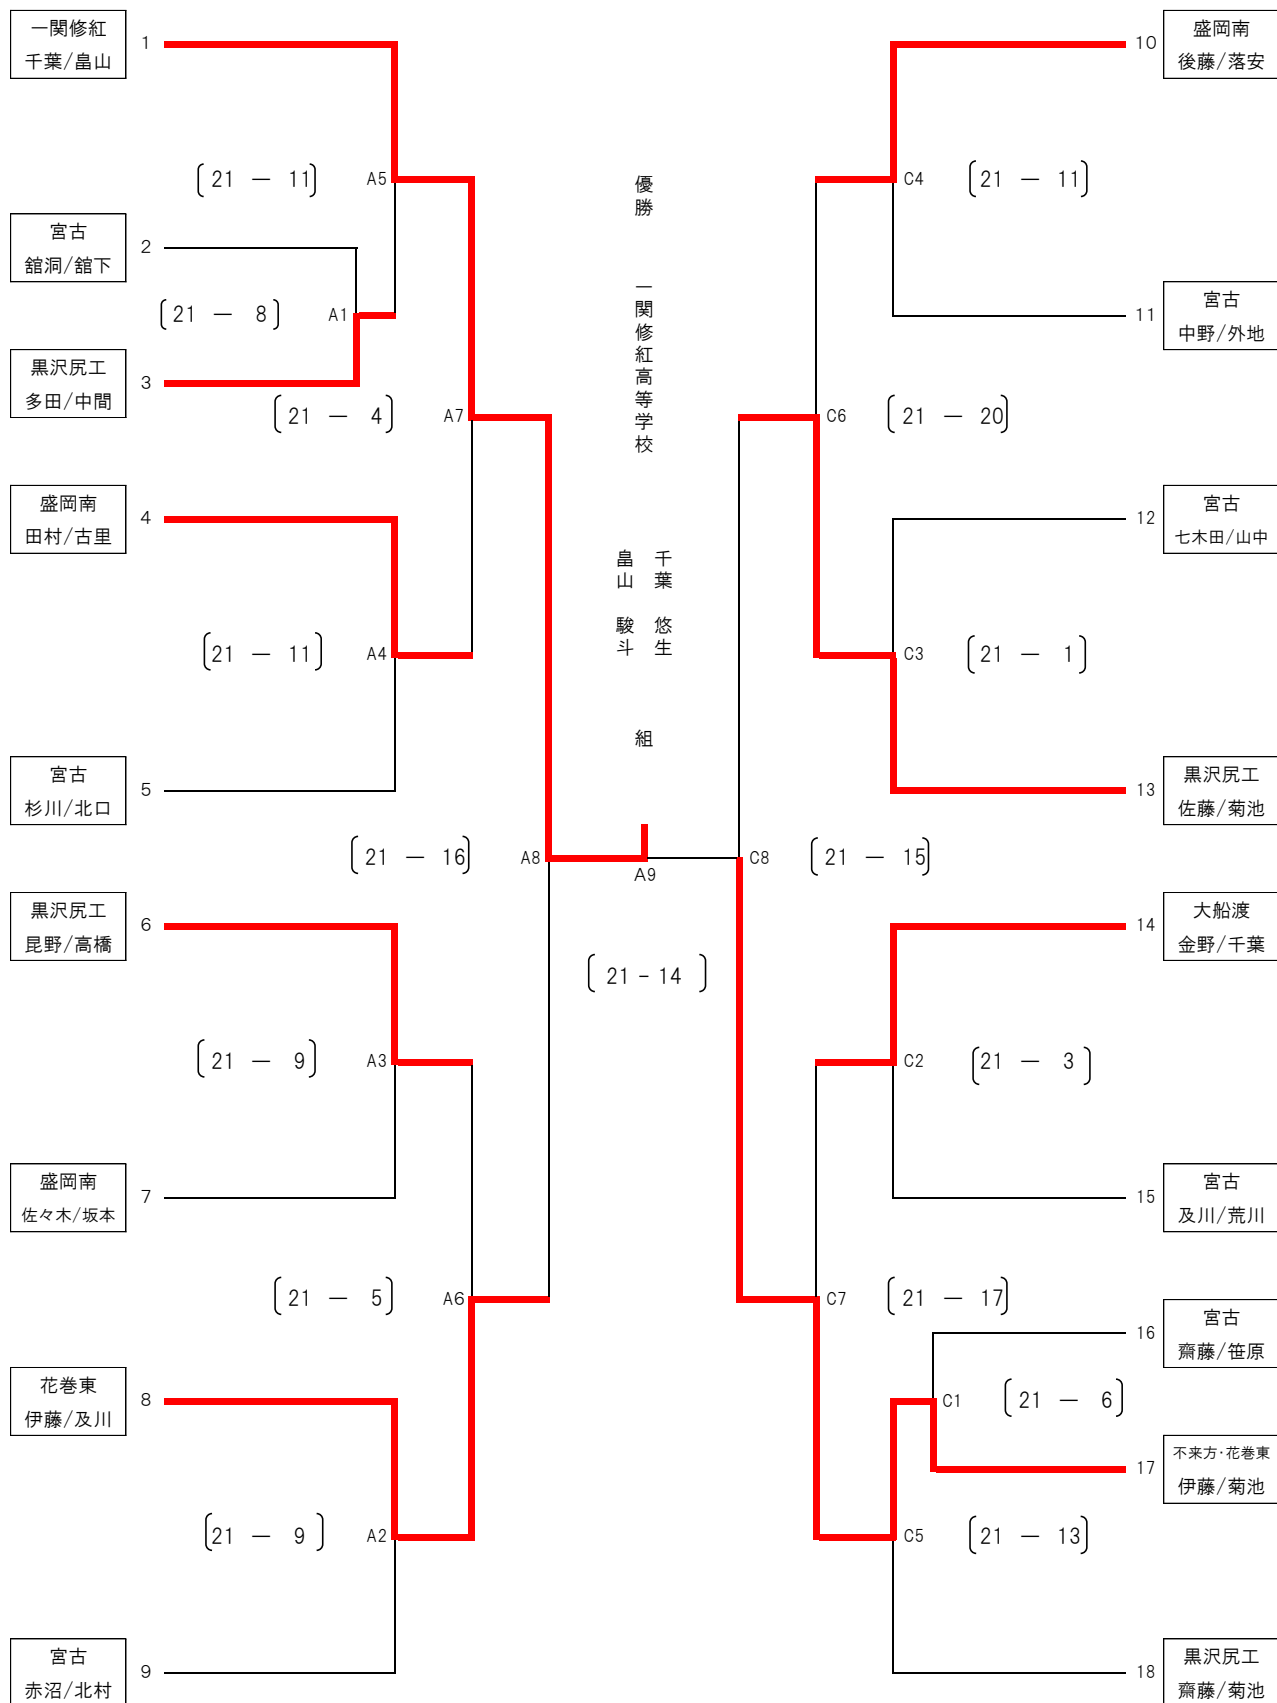 一関修紅
千葉/畠山
1
[21 ― 11]
A5
宮古
舘洞/舘下
2
[21 ― 8]
A1
黒沢尻工
多田/中間
3
[21 ― 4]
A7
盛岡南
田村/古里
4
[21 ― 11]
A4
宮古
杉川/北口
5
[21 ― 16]
A8
黒沢尻工
昆野/高橋
6
[21 ― 9]
A3
盛岡南
佐々木/坂本
7
[21 ― 5]
A6
花巻東
伊藤/及川
8
[21 ― 9]
A2
宮古
赤沼/北村
9
優勝 一関修紅高等学校
千葉 悠生
畠山 駿斗
組
A9
[21-14]
10
盛岡南
後藤/落安
C4
[21 ― 11]
11
宮古
中野/外地
C6
[21 ― 20]
12
宮古
七木田/山中
C3
[21 ― 1]
13
黒沢尻工
佐藤/菊池
C8
[21 ― 15]
14
大船渡
金野/千葉
C2
[21 ― 3]
15
宮古
及川/荒川
C7
[21 ― 17]
16
宮古
齋藤/笹原
C1
[21 ― 6]
17
不来方・花巻東
伊藤/菊池
C5
[21 ― 13]
18
黒沢尻工
齋藤/菊池